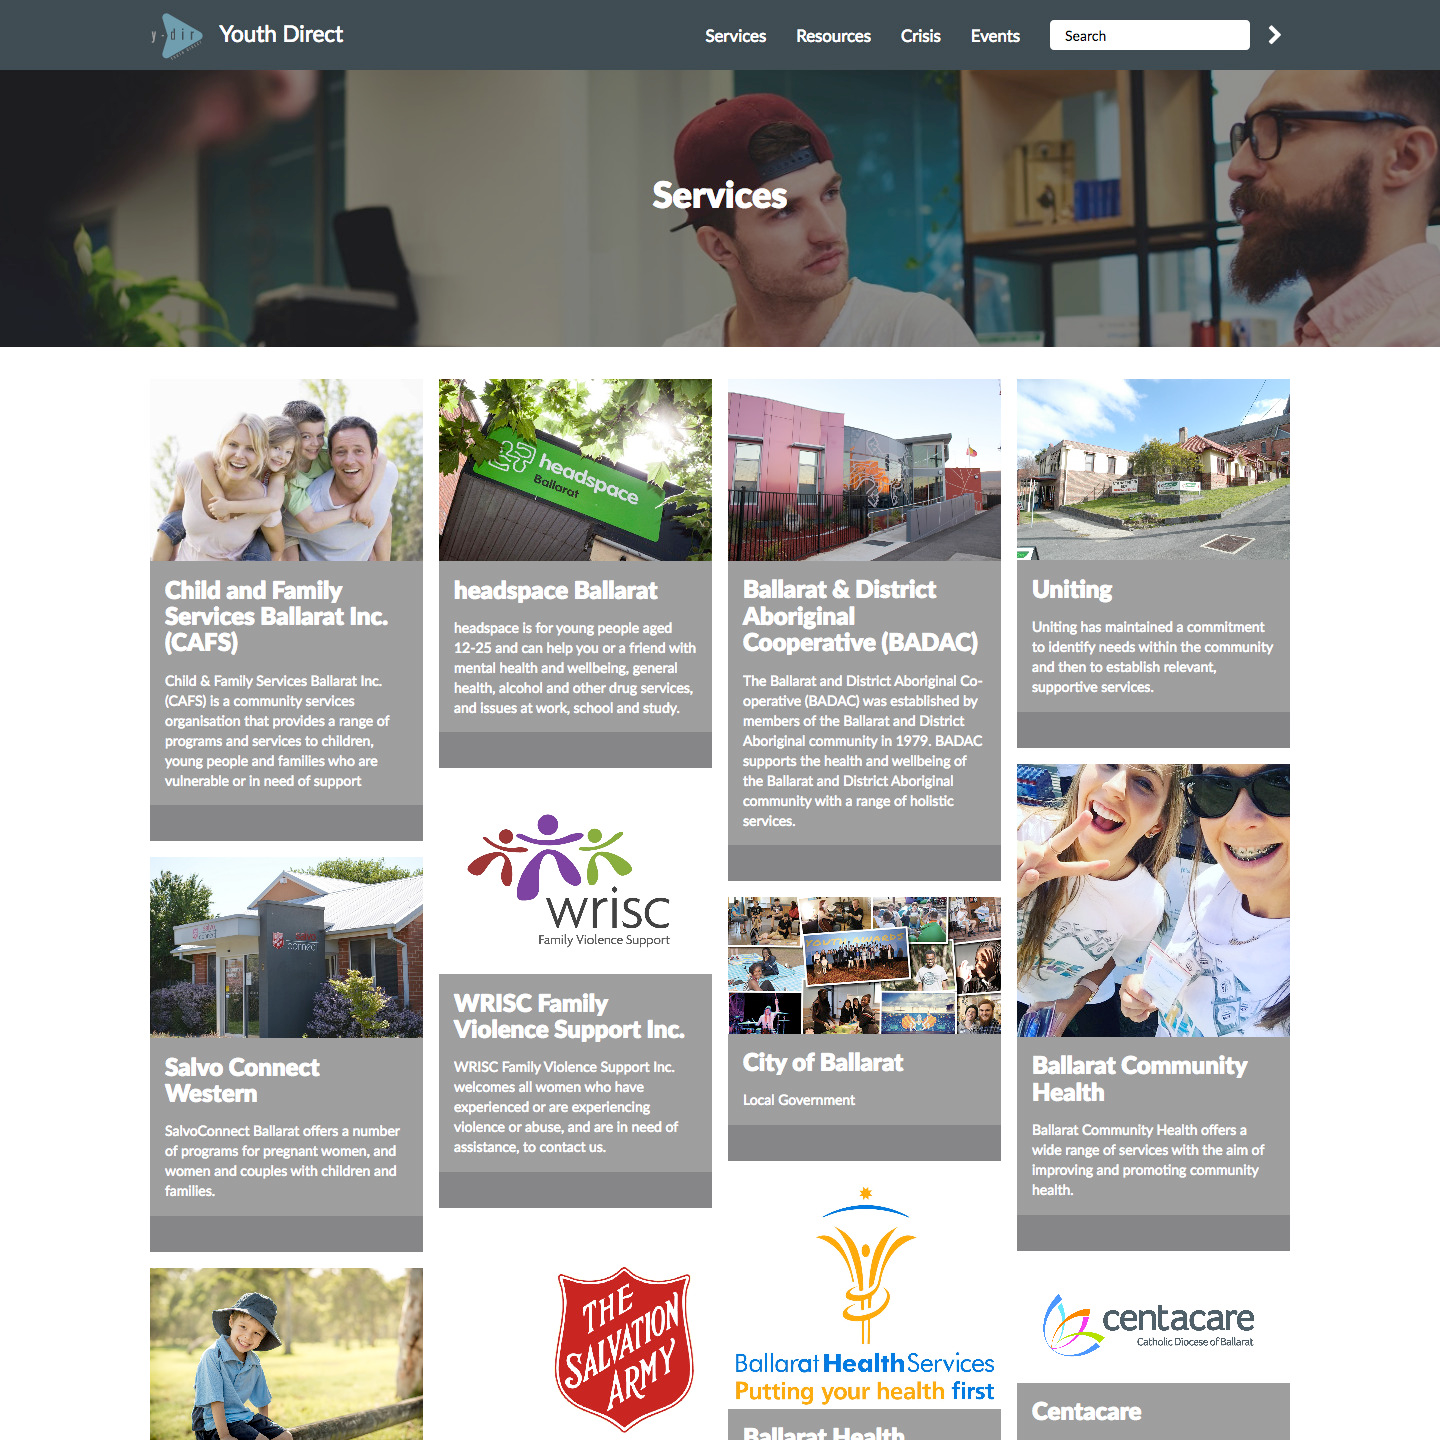 y-dir
Youth Direct
Services
Resources
Crisis
Events
Search
Services
Child and Family
Services Ballarat Inc.
(CAFS)
Child & Family Services Ballarat Inc.
(CAFS) is a community services
organisation that provides a range of
programs and services to children,
young people and families who are
vulnerable or in need of support
headspace
Ballarat
headspace Ballarat
headspace is for young people aged
12-25 and can help you or a friend with
mental health and wellbeing, general
health, alcohol and other drug services,
and issues at work, school and study.
Ballarat & District
Aboriginal
Cooperative (BADAC)
The Ballarat and District Aboriginal Co-
operative (BADAC) was established by
members of the Ballarat and District
Aboriginal community in 1979. BADAC
supports the health and wellbeing of
the Ballarat and District Aboriginal
community with a range of holistic
services.
Uniting
Uniting has maintained a commitment
to identify needs within the community
and then to establish relevant,
supportive services.
Salvo Connect
Western
SalvoConnect Ballarat offers a number
of programs for pregnant women, and
women and couples with children and
families.
wrisc
Family Violence Support
WRISC Family
Violence Support Inc.
WRISC Family Violence Support Inc.
welcomes all women who have
experienced or are experiencing
violence or abuse, and are in need of
assistance, to contact us.
YOUTH AWARDS
City of Ballarat
Local Government
Ballarat Community
Health
Ballarat Community Health offers a
wide range of services with the aim of
improving and promoting community
health.
THE
SALVATION
ARMY
Ballarat Health Services
Putting your health first
Ballarat Health
centacare
Catholic Diocese of Ballarat
Centacare